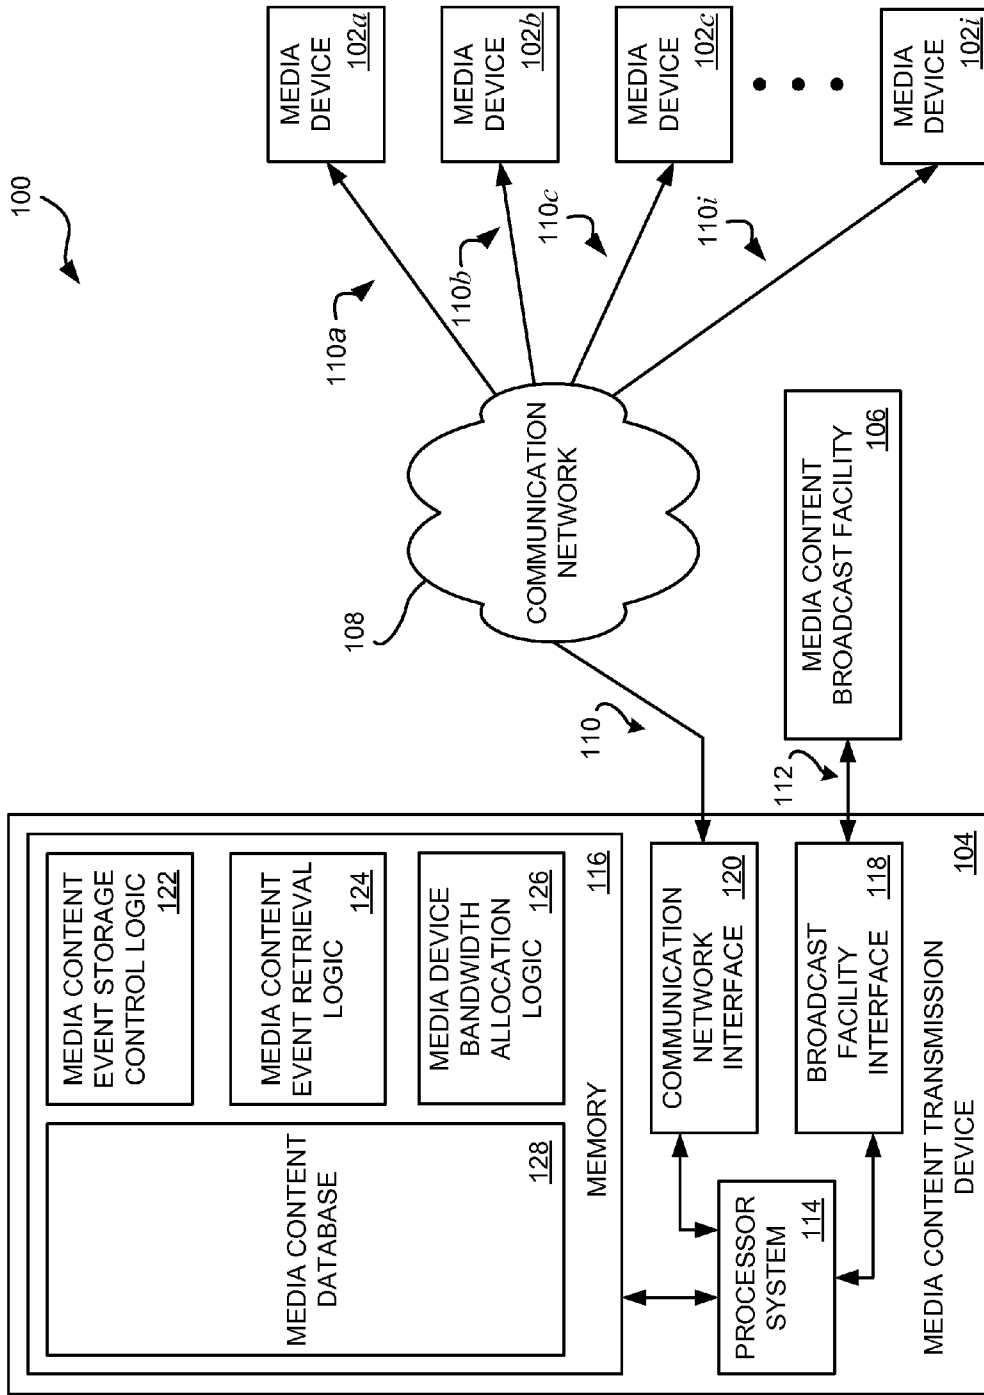 100
MEDIA CONTENT
EVENT STORAGE
CONTROL LOGIC
122
MEDIA CONTENT
EVENT RETRIEVAL
LOGIC
124
MEDIA DEVICE
BANDWIDTH
ALLOCATION
LOGIC
126
MEDIA CONTENT
DATABASE
128
MEMORY
116
PROCESSOR
SYSTEM
114
COMMUNICATION
NETWORK
INTERFACE
120
BROADCAST
FACILITY
INTERFACE
118
MEDIA CONTENT TRANSMISSION
DEVICE
104
110
112
MEDIA CONTENT
BROADCAST FACILITY
106
108
COMMUNICATION
NETWORK
110a
110b
110c
110i
MEDIA
DEVICE
102a
MEDIA
DEVICE
102b
MEDIA
DEVICE
102c
MEDIA
DEVICE
102i